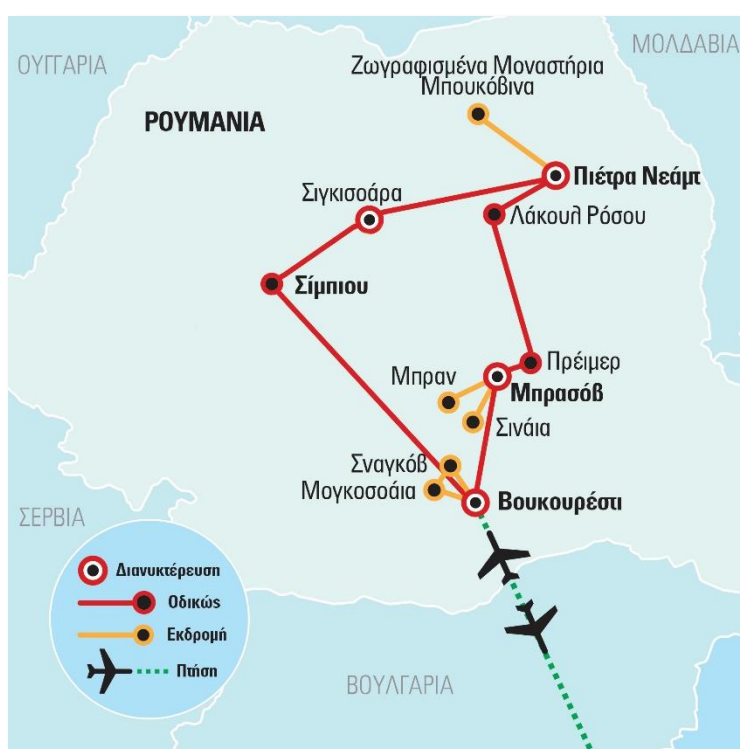 ΟΥΓΓΑΡΙΑ
ΜΟΛΔΑΒΙΑ
Ζωγραφισμένα Μοναστήρια
Μπουκόβινα
ΡΟΥΜΑΝΙΑ
Πιέτρα Νεάμτ
Σιγκισοάρα
Λάκουλ Ρόσου
Σίμπιου
Πρέιμερ
Μπραν
Μπρασόβ
Σινάια
Σναγκόβ
Μογκοσοάια
Βουκουρέστι
ΣΕΡΒΙΑ
Διανυκτέρευση
Οδικώς
Εκδρομή
Πτήση
ΒΟΥΛΓΑΡΙΑ